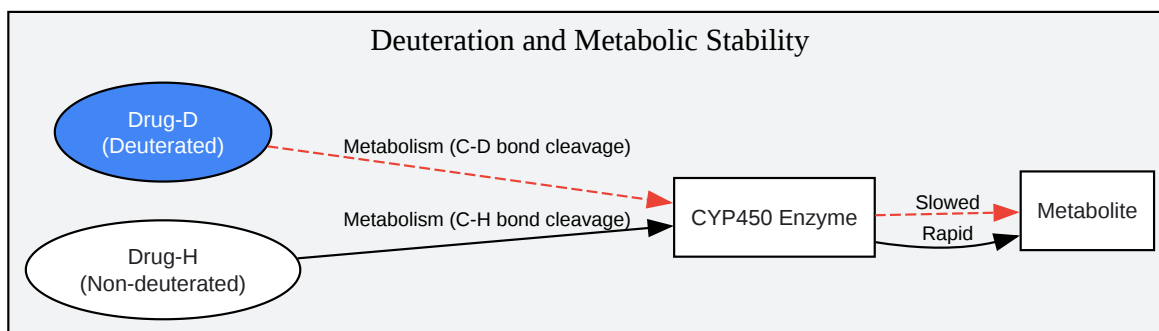 Deuteration and Metabolic Stability
Drug-D
(Deuterated)
Metabolism (C-D bond cleavage)
Metabolism (C-H bond cleavage)
Drug-H
(Non-deuterated)
CYP450 Enzyme
Slowed
Rapid
Metabolite